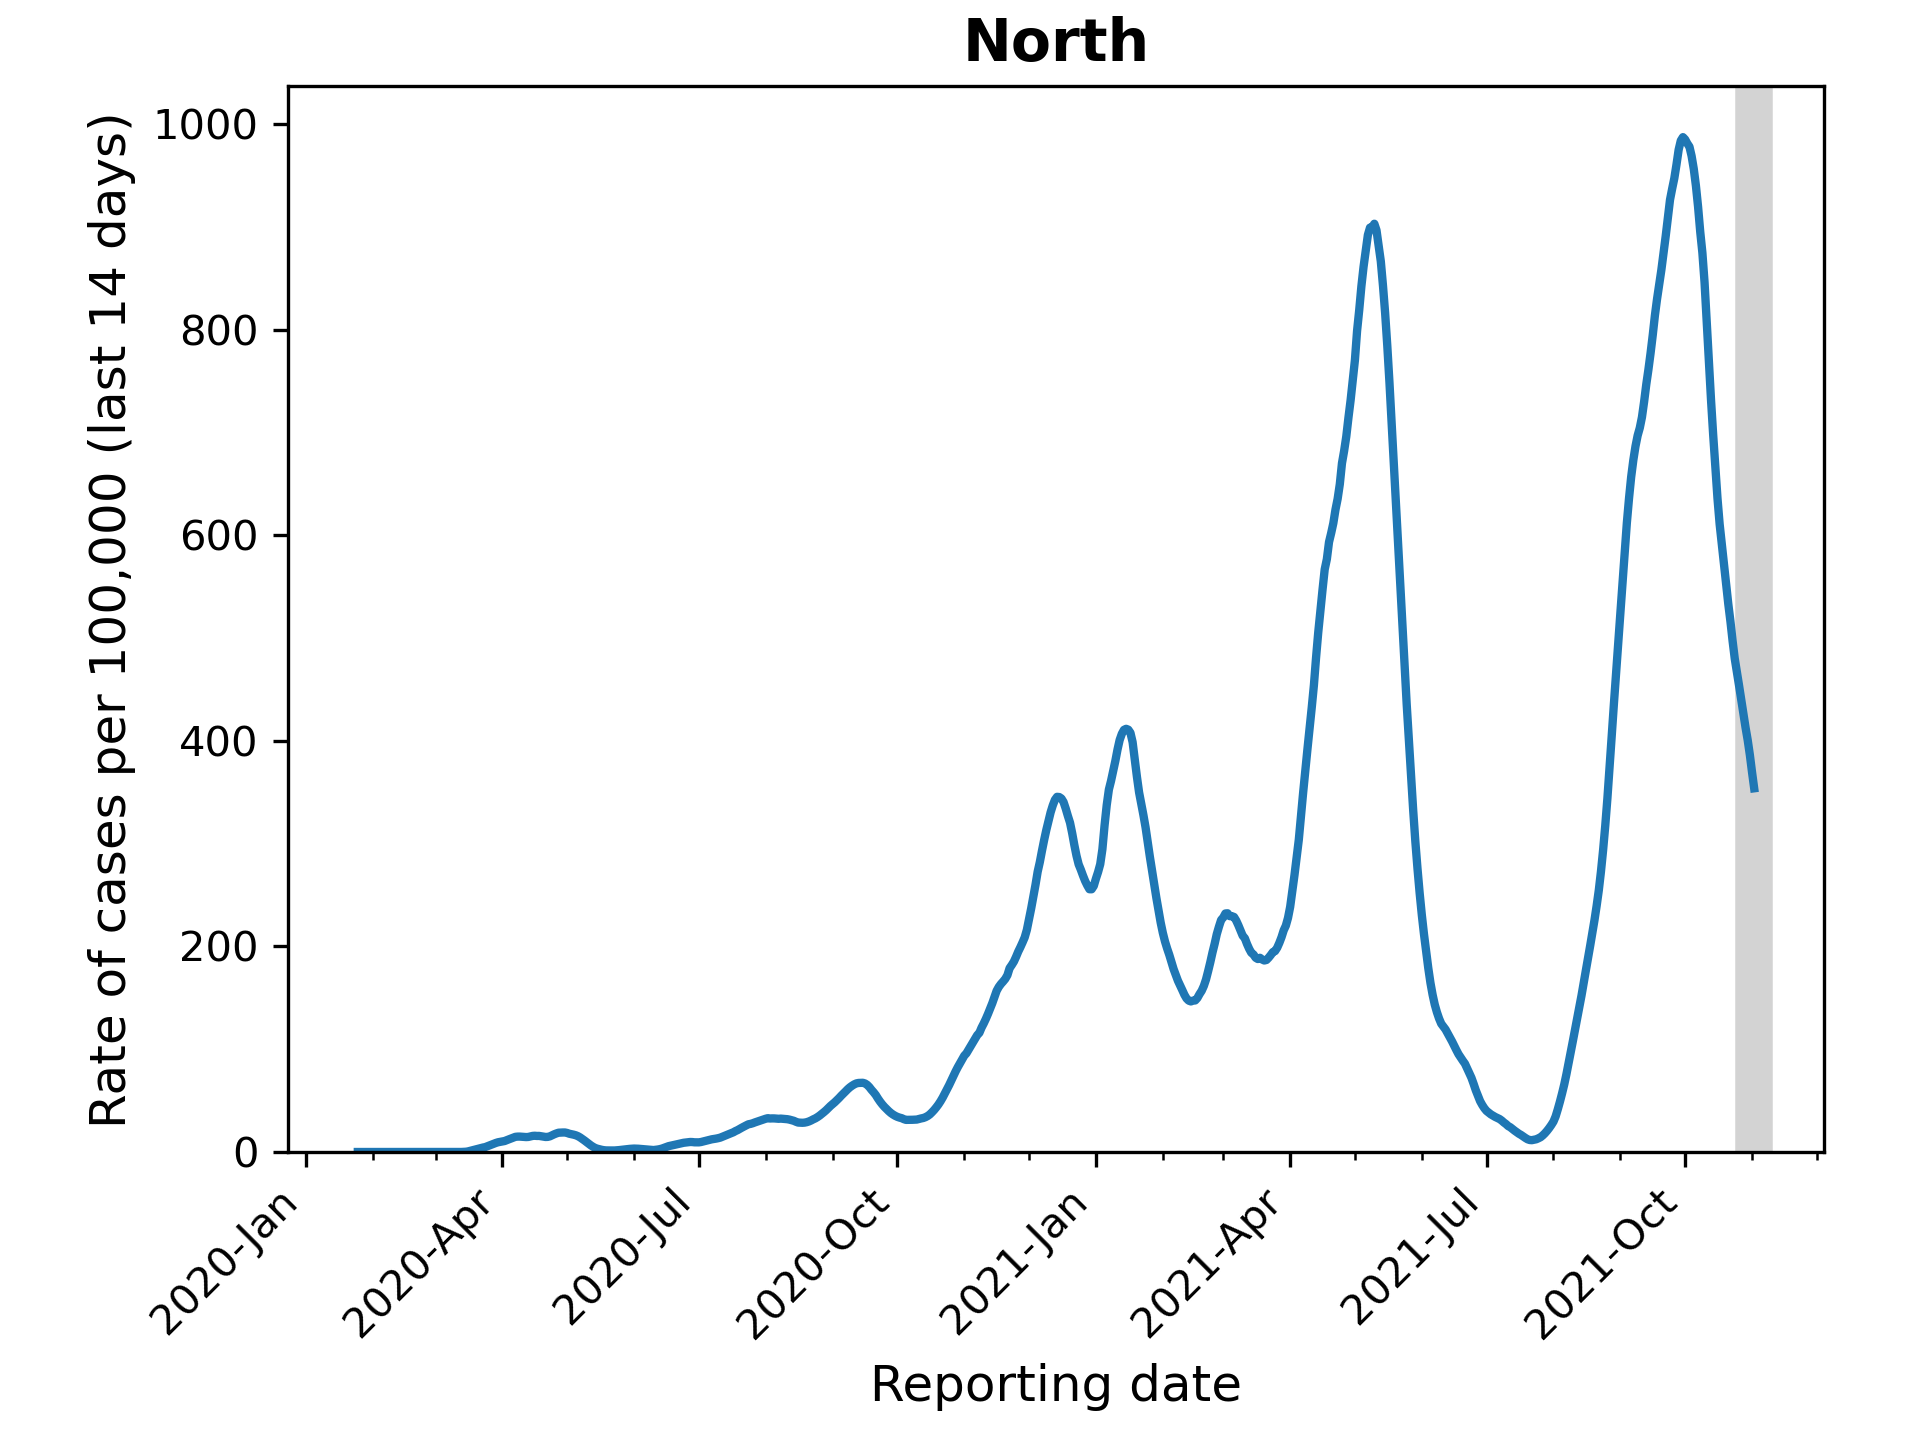 North
Rate of cases per 100,000 (last 14 days)
1000
800
600
400
200
0
2020-Jan
2020-Apr
2020-Jul
2020-Oct
2021-Jan
2021-Apr
2021-Jul
2021-Oct
Reporting date